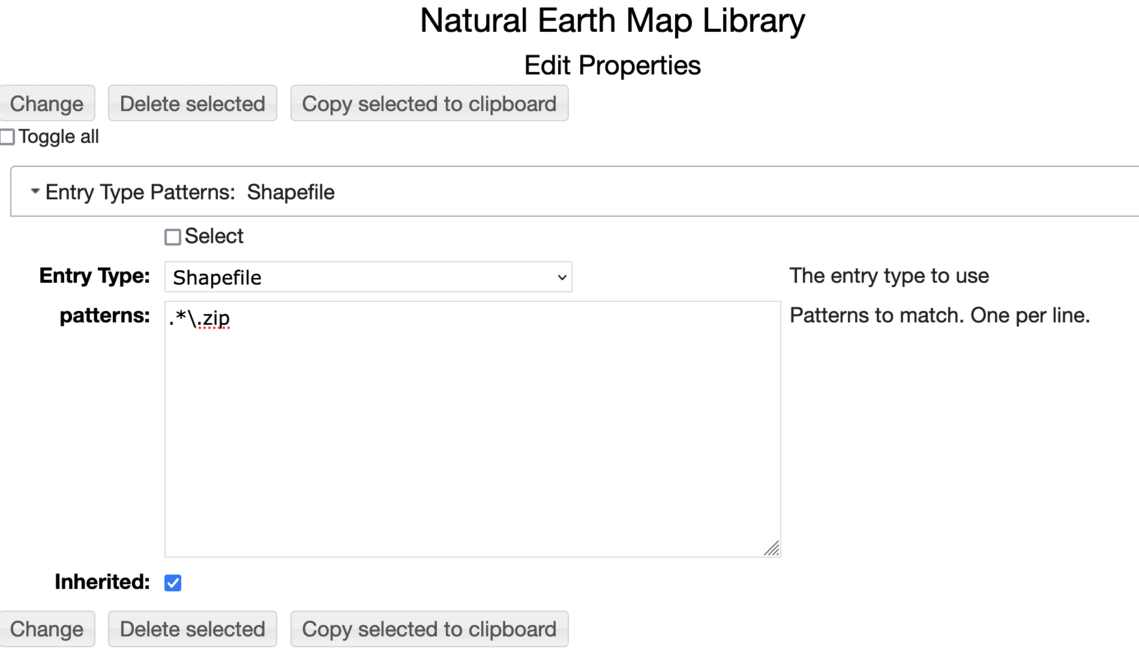 Natural Earth Map Library
Edit Properties
Change Delete selected Copy selected to clipboard
Toggle all
Entry Type Patterns: Shapefile
Select
Entry Type: Shapefile The entry type to use
patterns: .*\.zip Patterns to match. One per line.
Inherited:
Change Delete selected Copy selected to clipboard